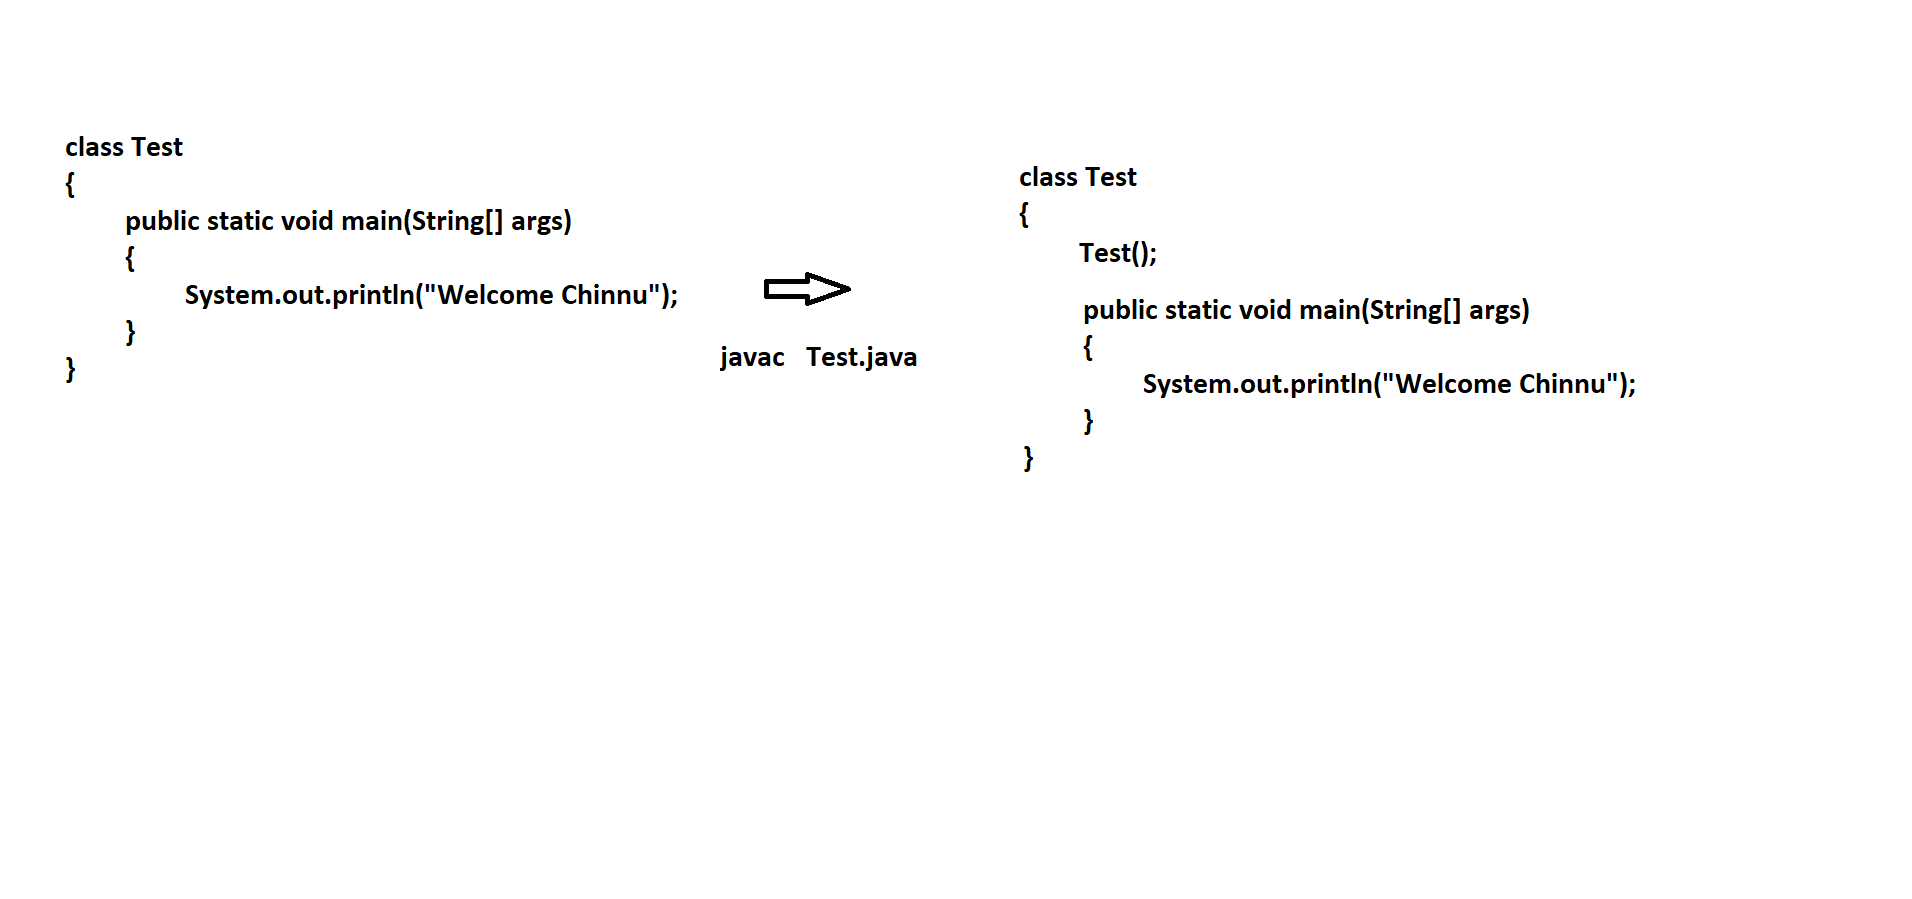 class Test
{
public static void main(String[] args)
{
System.out.println("Welcome Chinnu");
}
}
javac Test.java
class Test
{
Test();
public static void main(String[] args)
{
System.out.println("Welcome Chinnu");
}
}